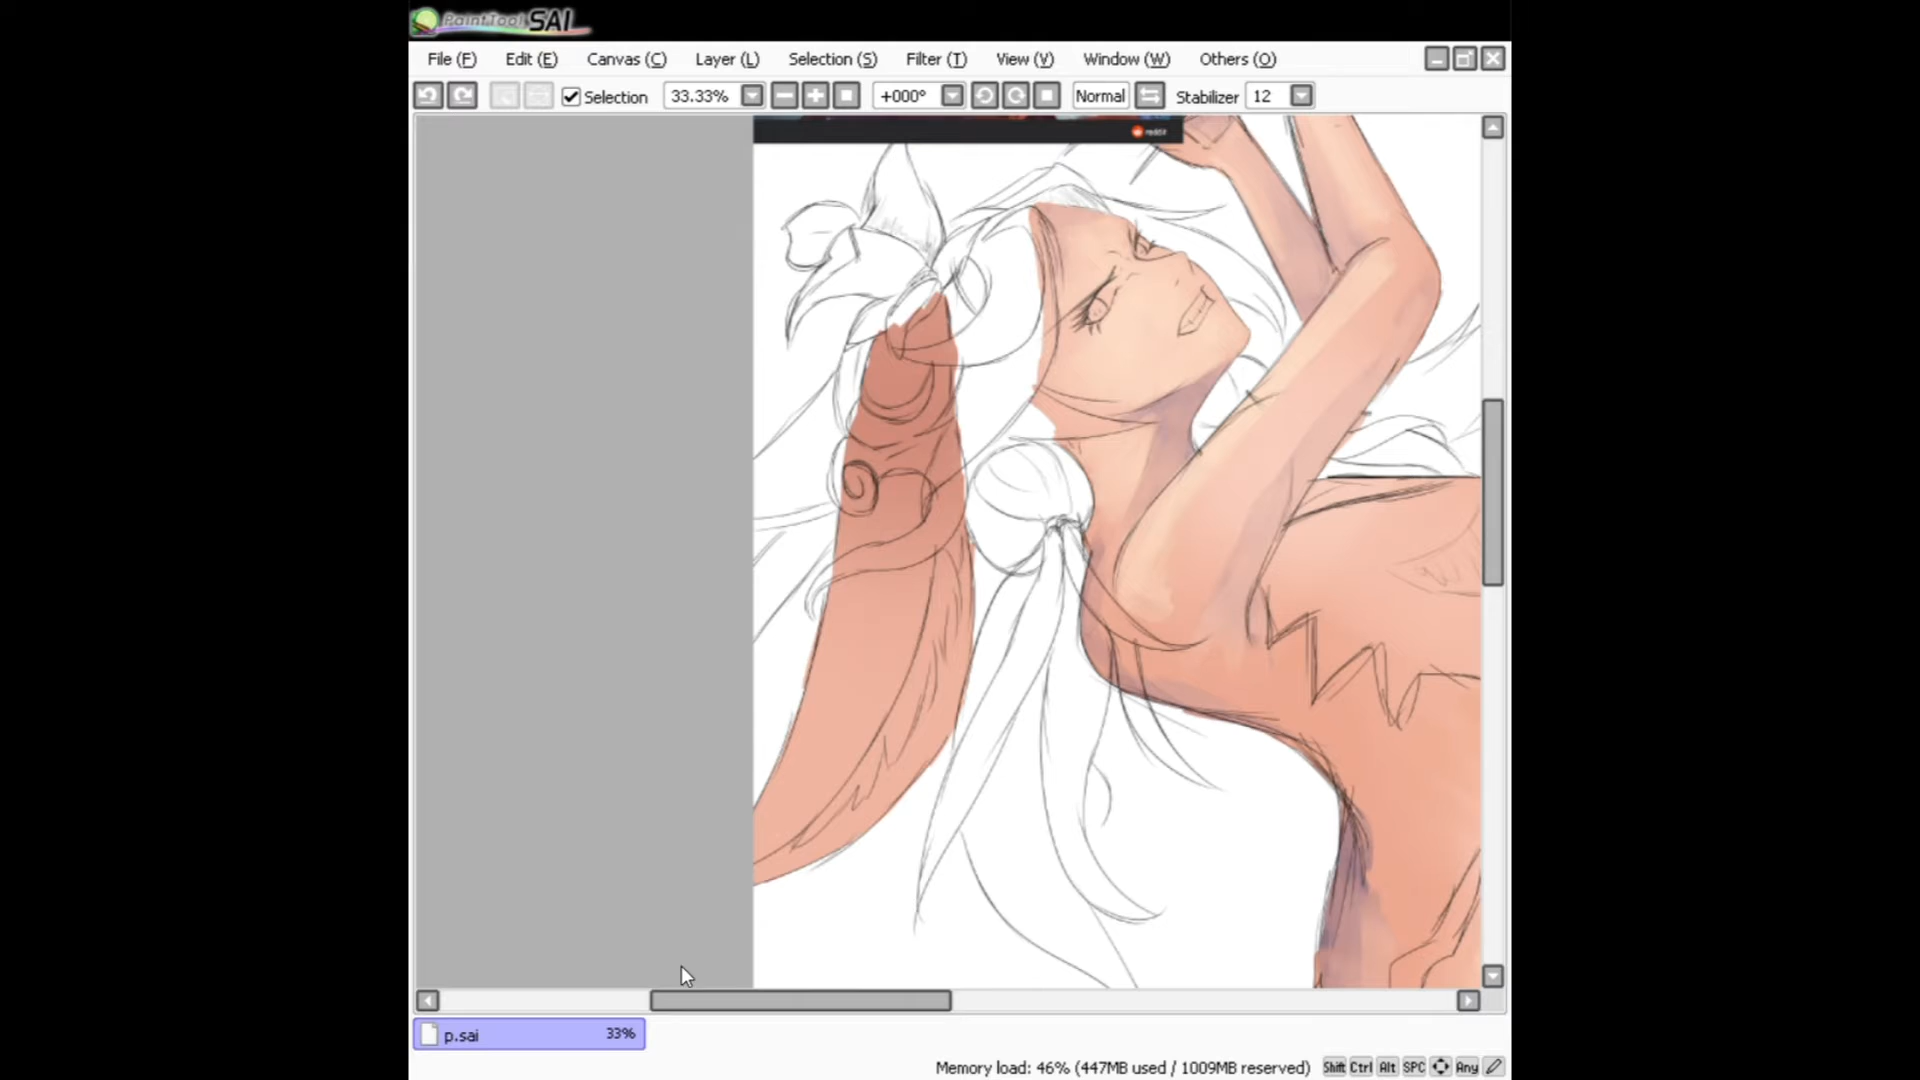 PaintTool SAI
File (F) Edit (E) Canvas (C) Layer (L) Selection (S) Filter (T) View (V) Window (W) Others (O)
Selection 33.33% +000° Normal Stabilizer 12
reddit
p.sai 33%
Memory load: 46% (447MB used / 1009MB reserved) Shift Ctrl Alt SPC Any